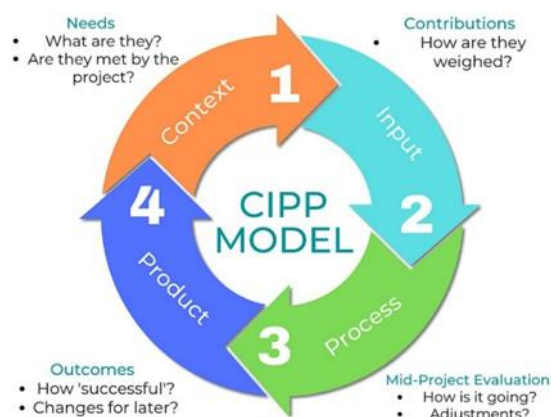 Needs
• What are they?
• Are they met by the
project?
Contributions
• How are they
weighed?
1
Context
Input
2
CIPP
MODEL
4
Product
3
Process
Outcomes
• How 'successful'?
• Changes for later?
Mid-Project Evaluation
• How is it going?
• Adjustments?